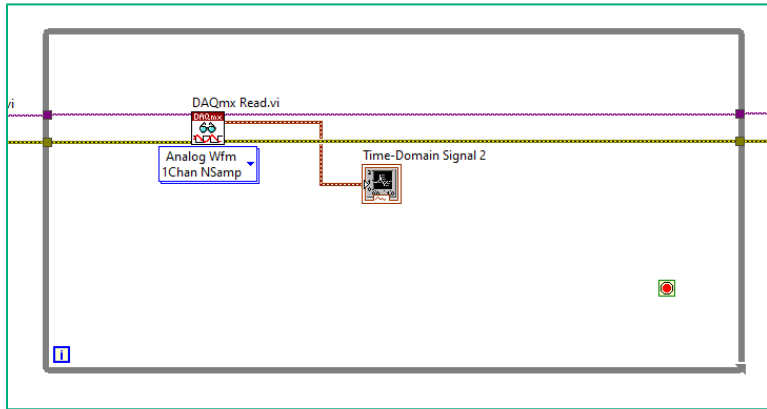 vi
DAQmx Read.vi
DAQmx
Analog Wfm
1Chan NSamp
Time-Domain Signal 2
i